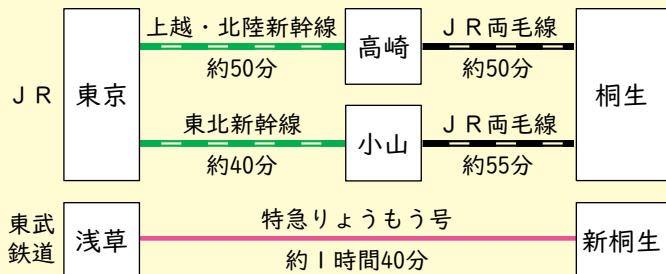 上越・北陸新幹線
高崎
JR両毛線
約50分
約50分
JR
東京
桐生
東北新幹線
小山
JR両毛線
約40分
約55分
東武
鉄道
浅草
特急りょうもう号
新桐生
約1時間40分